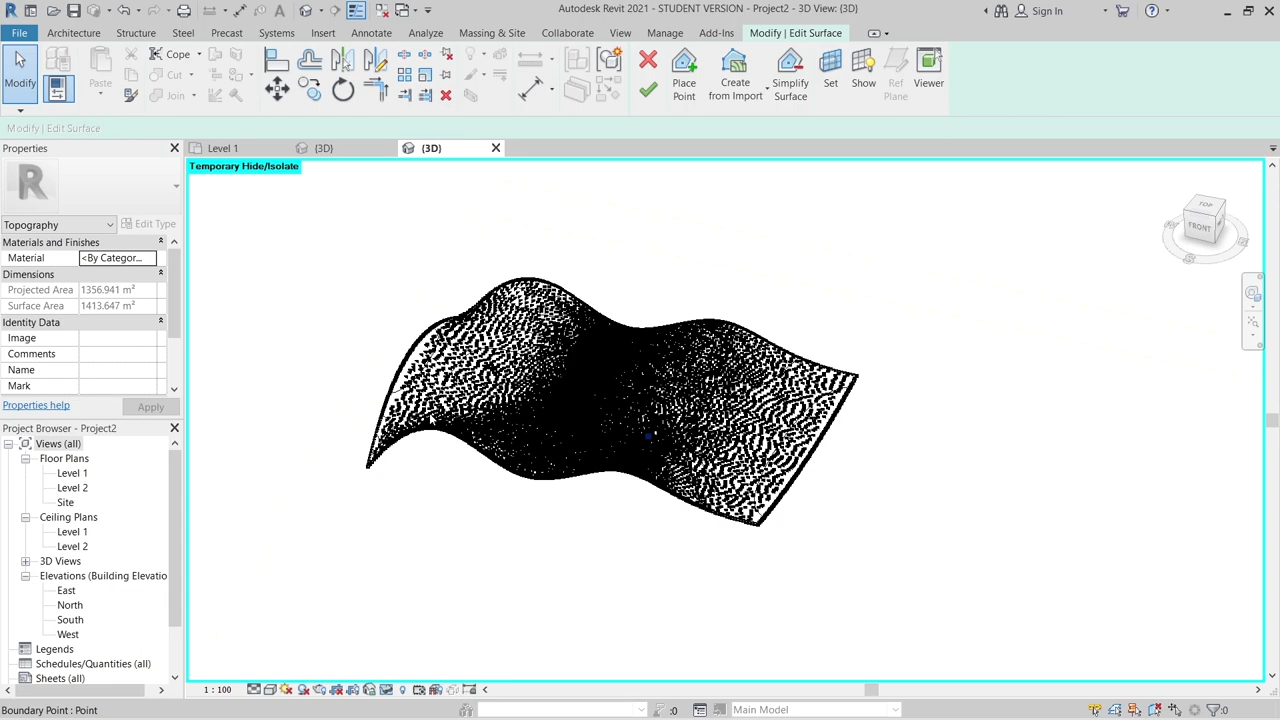 Autodesk Revit 2021 - STUDENT VERSION - Project2 - 3D View: {3D}
Sign In
File
Architecture
Structure
Steel
Precast
Systems
Insert
Annotate
Analyze
Massing & Site
Collaborate
View
Manage
Add-Ins
Modify | Edit Surface
Modify
Paste
Cope
Cut
Join
Place
Point
Create
from Import
Simplify
Surface
Set
Show
Ref
Plane
Viewer
Modify | Edit Surface
Properties
Level 1
{3D}
{3D}
Temporary Hide/Isolate
R
Topography
Edit Type
Materials and Finishes
Material
<By Categor...
Dimensions
Projected Area
1356.941 m²
Surface Area
1413.647 m²
Identity Data
Image
Comments
Name
Mark
Properties help
Apply
Project Browser - Project2
Views (all)
Floor Plans
Level 1
Level 2
Site
Ceiling Plans
Level 1
Level 2
3D Views
Elevations (Building Elevatio
East
North
South
West
Legends
Schedules/Quantities (all)
Sheets (all)
TOP
FRONT
1 : 100
Boundary Point : Point
:0
Main Model
:0